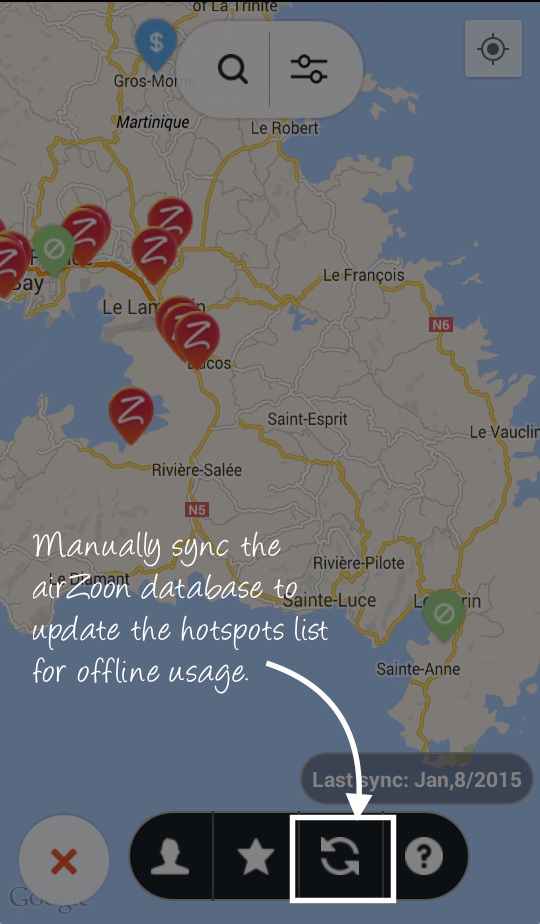 of La Trinité
$
Gros-Morne
Martinique
Le Robert
Bay
Le François
Le Lamentin
N6
Ducos
Saint-Esprit
Le Vauclin
Rivière-Salée
N5
Manually sync the
airZoon database to
update the hotspots list
for offline usage.
Le Diamant
Rivière-Pilote
Sainte-Luce
Sainte-Anne
Last sync: Jan,8/2015
?
Google